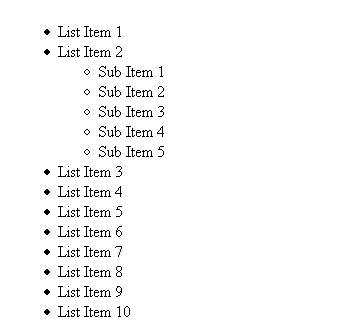 List Item 1
List Item 2
Sub Item 1
Sub Item 2
Sub Item 3
Sub Item 4
Sub Item 5
List Item 3
List Item 4
List Item 5
List Item 6
List Item 7
List Item 8
List Item 9
List Item 10